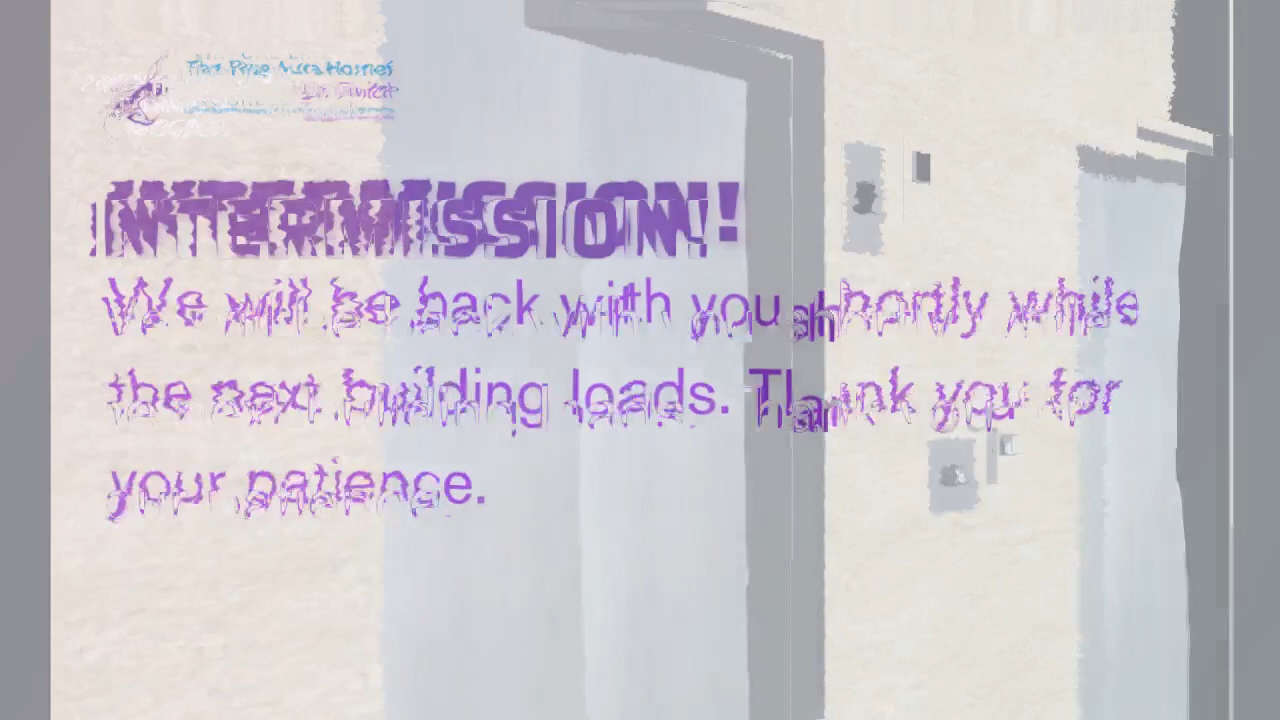 INTERMISSION!
We will be back with you shortly while
the next building loads. Thank you for
your patience.